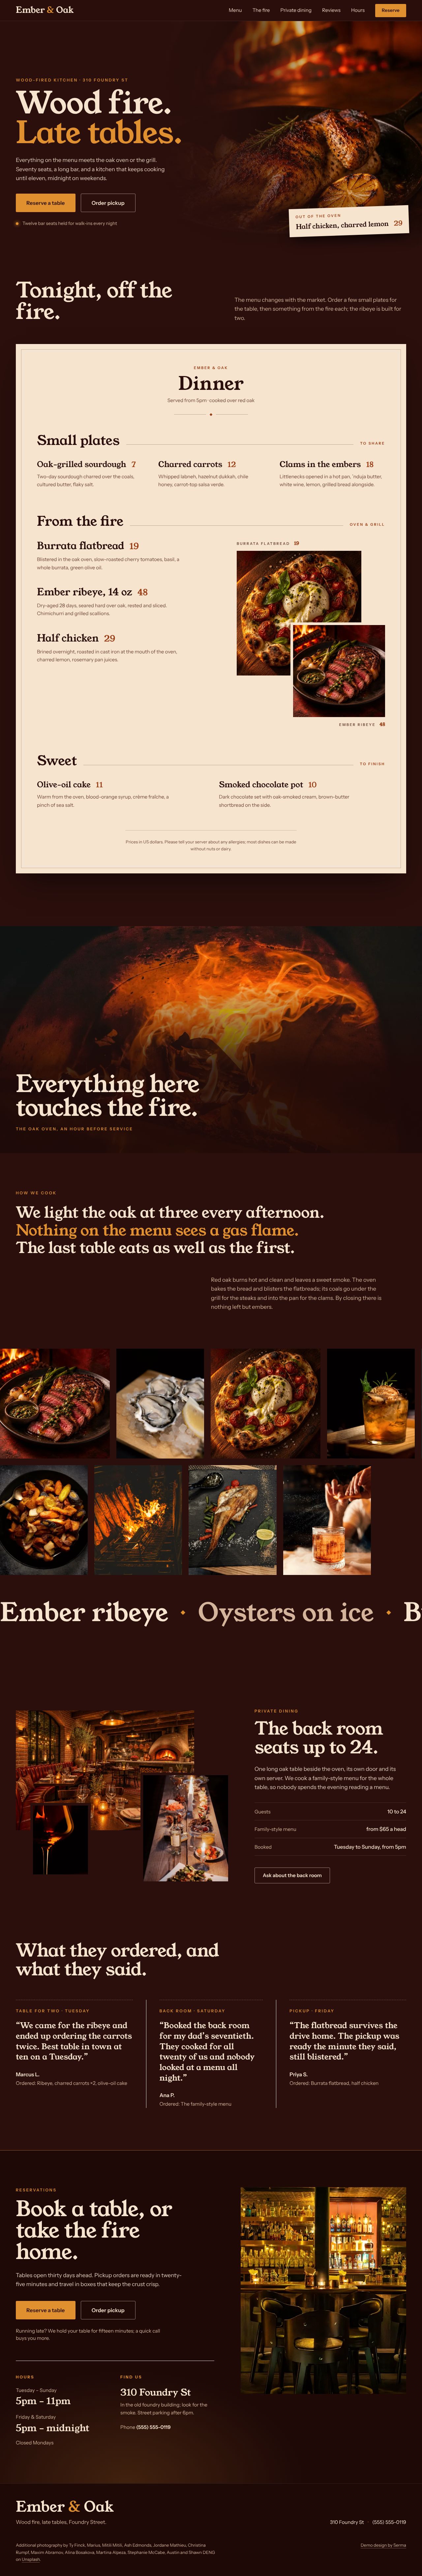 Ember & Oak
Menu
The fire
Private dining
Reviews
Hours
Reserve
WOOD-FIRED KITCHEN · 310 FOUNDRY ST
Wood fire.
Late tables.
Everything on the menu meets the oak oven or the grill.
Seventy seats, a long bar, and a kitchen that keeps cooking
until eleven, midnight on weekends.
Reserve a table
Order pickup
Twelve bar seats held for walk-ins every night
OUT OF THE OVEN
Half chicken, charred lemon 29
Tonight, off the
fire.
The menu changes with the market. Order a few small plates for
the table, then something from the fire each; the ribeye is built for
two.
EMBER & OAK
Dinner
Served from 5pm · cooked over red oak
Small plates
TO SHARE
Oak-grilled sourdough 7
Two-day sourdough charred over the coals,
cultured butter, flaky salt.
Charred carrots 12
Whipped labneh, hazelnut dukkah, chile
honey, carrot-top salsa verde.
Clams in the embers 18
Littlenecks opened in a hot pan, 'nduja butter,
white wine, lemon, grilled bread alongside.
From the fire
OVEN & GRILL
Burrata flatbread 19
Blistered in the oak oven, slow-roasted cherry tomatoes, basil, a
whole burrata, green olive oil.
Ember ribeye, 14 oz 48
Dry-aged 28 days, seared hard over oak, rested and sliced.
Chimichurri and grilled scallions.
Half chicken 29
Brined overnight, roasted in cast iron at the mouth of the oven,
charred lemon, rosemary pan juices.
BURRATA FLATBREAD 19
EMBER RIBEYE 48
Sweet
TO FINISH
Olive-oil cake 11
Warm from the oven, blood-orange syrup, crème fraîche, a
pinch of sea salt.
Smoked chocolate pot 10
Dark chocolate set with oak-smoked cream, brown-butter
shortbread on the side.
Prices in US dollars. Please tell your server about any allergies; most dishes can be made
without nuts or dairy.
Everything here
touches the fire.
THE OAK OVEN, AN HOUR BEFORE SERVICE
HOW WE COOK
We light the oak at three every afternoon.
Nothing on the menu sees a gas flame.
The last table eats as well as the first.
Red oak burns hot and clean and leaves a sweet smoke. The oven
bakes the bread and blisters the flatbreads; its coals go under the
grill for the steaks and into the pan for the clams. By closing there is
nothing left but embers.
Ember ribeye
Oysters on ice
PRIVATE DINING
The back room
seats up to 24.
One long oak table beside the oven, its own door and its
own server. We cook a family-style menu for the whole
table, so nobody spends the evening reading a menu.
Guests
10 to 24
Family-style menu
from $65 a head
Booked
Tuesday to Sunday, from 5pm
Ask about the back room
What they ordered, and
what they said.
TABLE FOR TWO · TUESDAY
“We came for the ribeye and
ended up ordering the carrots
twice. Best table in town at
ten on a Tuesday.”
Marcus L.
Ordered: Ribeye, charred carrots ×2, olive-oil cake
BACK ROOM · SATURDAY
“Booked the back room
for my dad’s seventieth.
They cooked for all
twenty of us and nobody
looked at a menu all
night.”
Ana P.
Ordered: The family-style menu
PICKUP · FRIDAY
“The flatbread survives the
drive home. The pickup was
ready the minute they said,
still blistered.”
Priya S.
Ordered: Burrata flatbread, half chicken
RESERVATIONS
Book a table, or
take the fire
home.
Tables open thirty days ahead. Pickup orders are ready in twenty-
five minutes and travel in boxes that keep the crust crisp.
Reserve a table
Order pickup
Running late? We hold your table for fifteen minutes; a quick call
buys you more.
HOURS
Tuesday – Sunday
5pm – 11pm
Friday & Saturday
5pm – midnight
Closed Mondays
FIND US
310 Foundry St
In the old foundry building; look for the
smoke. Street parking after 6pm.
Phone (555) 555-0119
Ember & Oak
Wood fire, late tables, Foundry Street.
310 Foundry St
(555) 555-0119
Additional photography by Ty Finck, Marius, WAS WAS, Ash Edmonds, Jordane Mathieu, Christina
Rumpf, Maxim Abramov, Alina Bosakova, Martina Alpeza, Stephanie McCabe, Austin and Shawn DENG
on Unsplash.
Demo design by Serma